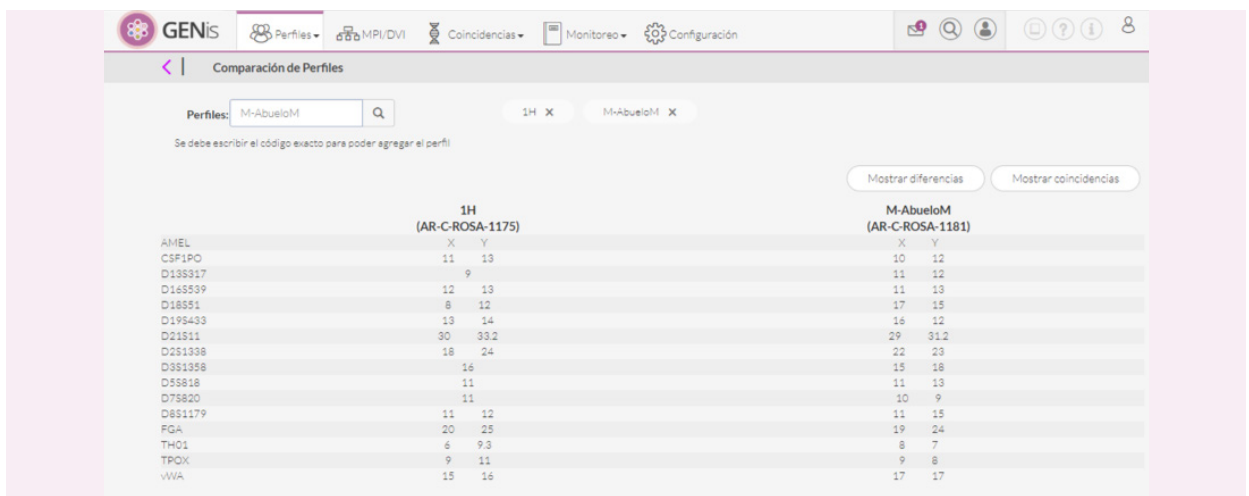 GENis Perfiles MPI/DVI Coincidencias Monitoreo Configuración 1
Comparación de Perfiles
Perfiles: M-AbueloM 1H X M-AbueloM X
Se debe escribir el código exacto para poder agregar el perfil
Mostrar diferencias Mostrar coincidencias
1H M-AbueloM
(AR-C-ROSA-1175) (AR-C-ROSA-1181)
AMEL X Y X Y
CSF1PO 11 13 10 12
D13S317 9 11 12
D16S539 12 13 11 13
D18S51 8 12 17 15
D19S433 13 14 16 12
D21S11 30 33.2 29 31.2
D2S1338 18 24 22 23
D3S1358 16 15 18
D5S818 11 11 13
D7S820 11 10 9
D8S1179 11 12 11 15
FGA 20 25 19 24
TH01 6 9.3 8 7
TPOX 9 11 9 8
vWA 15 16 17 17